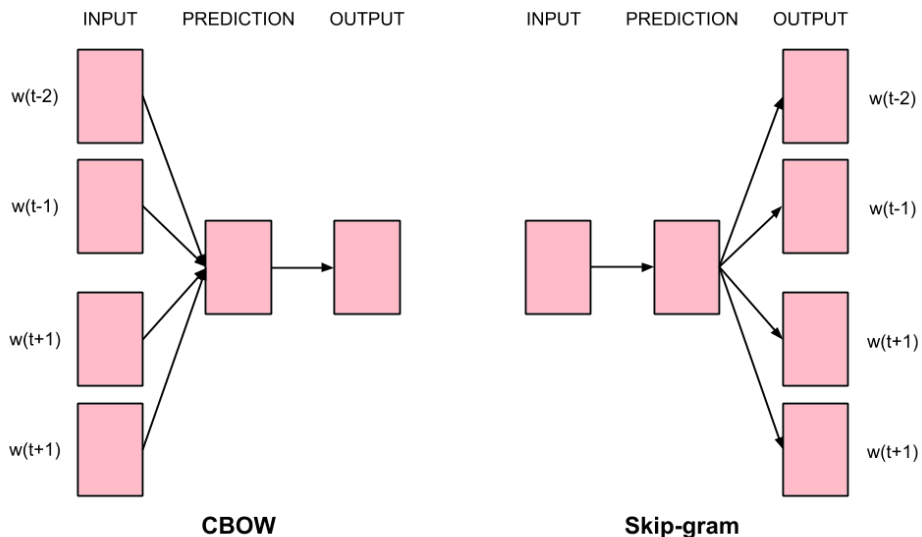 INPUT PREDICTION OUTPUT
w(t-2)
w(t-1)
w(t+1)
w(t+1)
CBOW
INPUT PREDICTION OUTPUT
w(t-2)
w(t-1)
w(t+1)
w(t+1)
Skip-gram